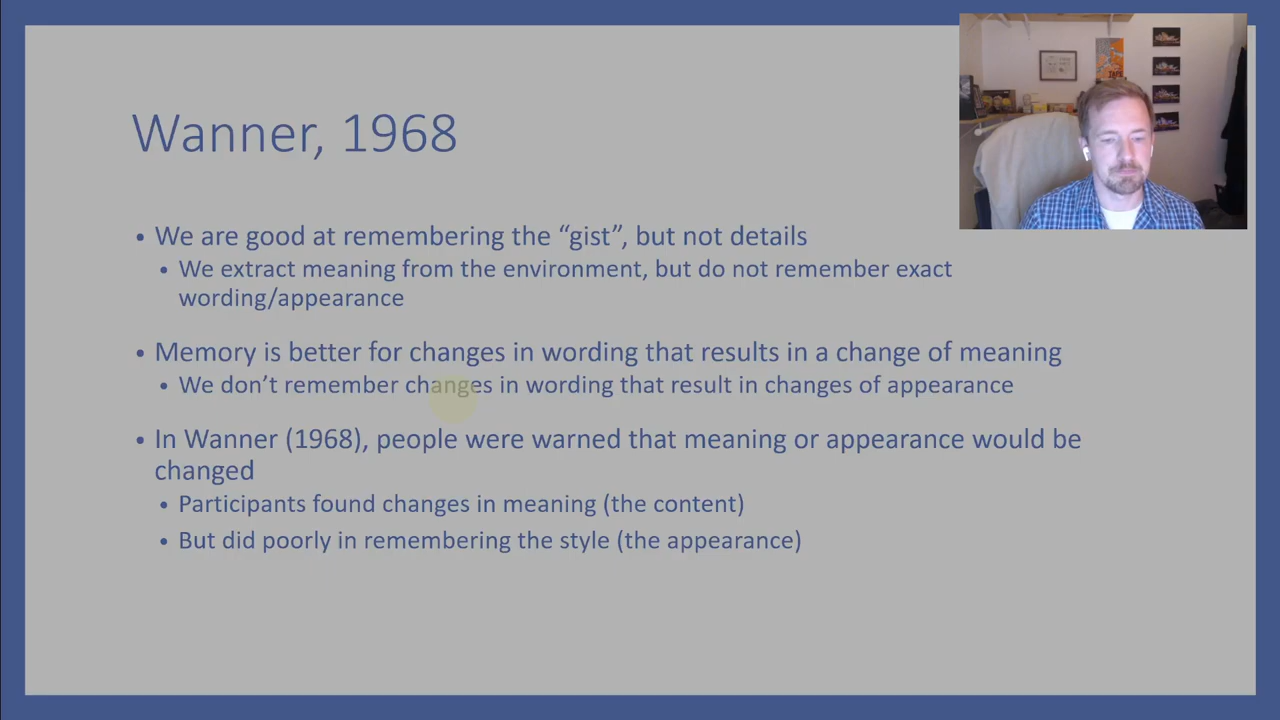 Wanner, 1968
• We are good at remembering the “gist”, but not details
• We extract meaning from the environment, but do not remember exact
wording/appearance
• Memory is better for changes in wording that results in a change of meaning
• We don’t remember changes in wording that result in changes of appearance
• In Wanner (1968), people were warned that meaning or appearance would be
changed
• Participants found changes in meaning (the content)
• But did poorly in remembering the style (the appearance)
TAPE